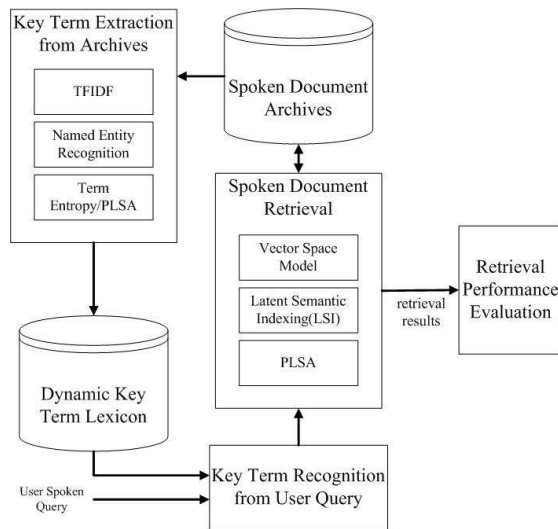 Key Term Extraction
from Archives
TFIDF
Named Entity
Recognition
Term
Entropy/PLSA
Spoken Document
Archives
Spoken Document
Retrieval
Vector Space
Model
Latent Semantic
Indexing(LSI)
PLSA
retrieval
results
Retrieval
Performance
Evaluation
Dynamic Key
Term Lexicon
User Spoken
Query
Key Term Recognition
from User Query